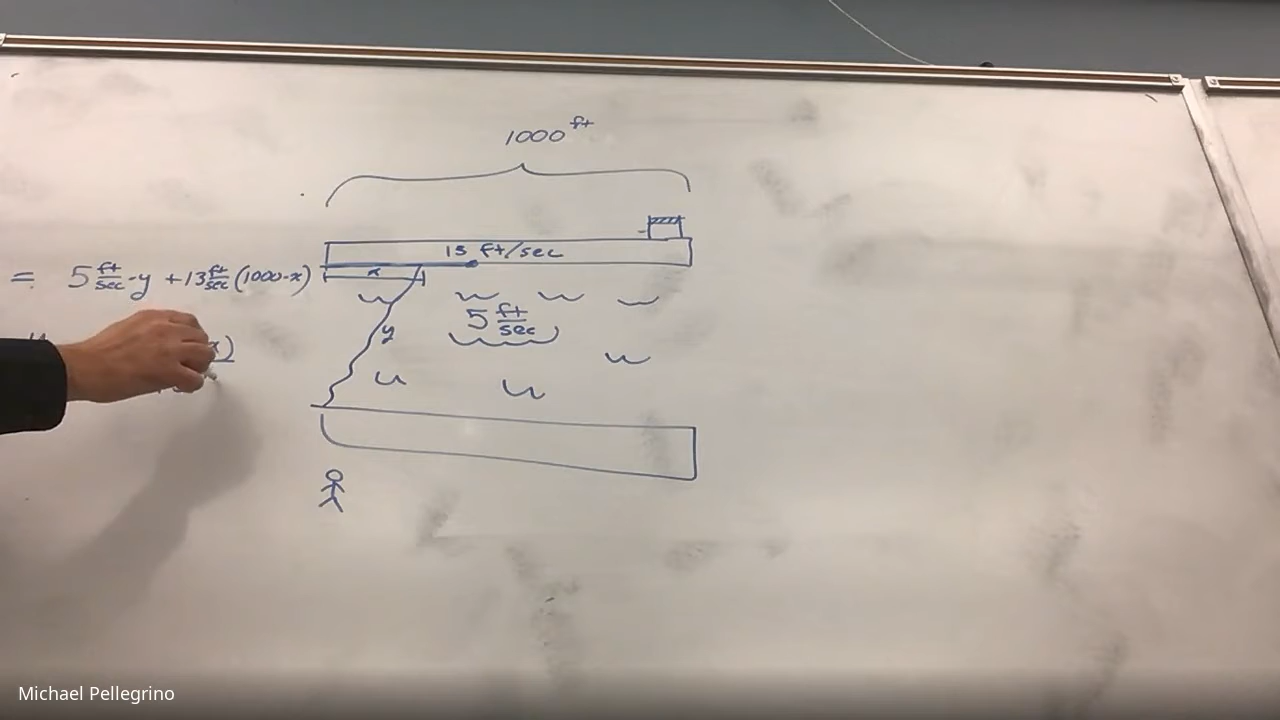 1000 ft
13 ft/sec
= 5 ft/sec · y + 13 ft/sec (1000 - x)
x
5 ft/sec
y
x)
Michael Pellegrino